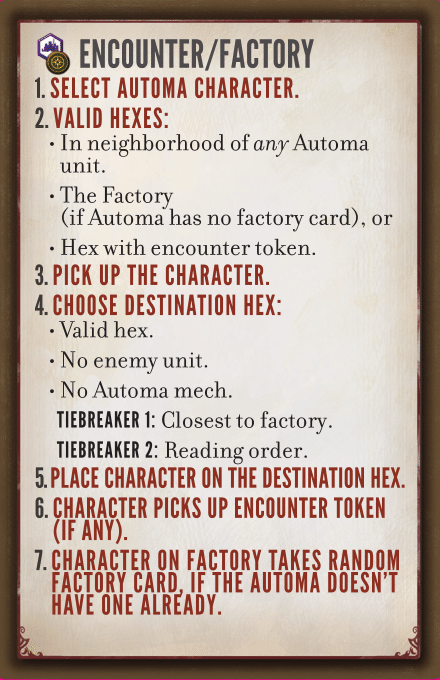 ENCOUNTER/FACTORY
1. SELECT AUTOMA CHARACTER.
2. VALID HEXES:
• In neighborhood of any Automa
unit.
• The Factory
(if Automa has no factory card), or
• Hex with encounter token.
3. PICK UP THE CHARACTER.
4. CHOOSE DESTINATION HEX:
• Valid hex.
• No enemy unit.
• No Automa mech.
TIEBREAKER 1: Closest to factory.
TIEBREAKER 2: Reading order.
5. PLACE CHARACTER ON THE DESTINATION HEX.
6. CHARACTER PICKS UP ENCOUNTER TOKEN
(IF ANY).
7. CHARACTER ON FACTORY TAKES RANDOM
FACTORY CARD, IF THE AUTOMA DOESN'T
HAVE ONE ALREADY.